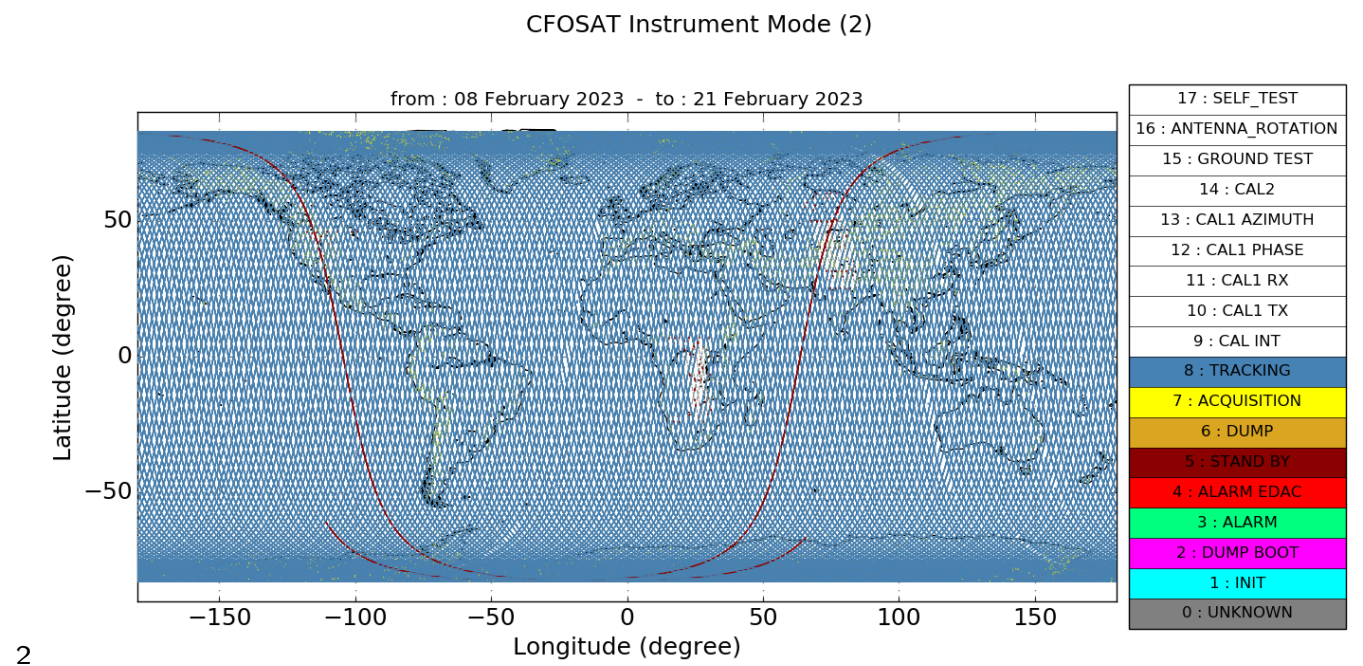 CFOSAT Instrument Mode (2)
from : 08 February 2023  -  to : 21 February 2023
17 : SELF_TEST
16 : ANTENNA_ROTATION
15 : GROUND TEST
14 : CAL2
13 : CAL1 AZIMUTH
12 : CAL1 PHASE
11 : CAL1 RX
10 : CAL1 TX
9 : CAL INT
8 : TRACKING
7 : ACQUISITION
6 : DUMP
5 : STAND BY
4 : ALARM EDAC
3 : ALARM
2 : DUMP BOOT
1 : INIT
0 : UNKNOWN
Latitude (degree)
50
0
−50
−150 −100 −50 0 50 100 150
Longitude (degree)
2